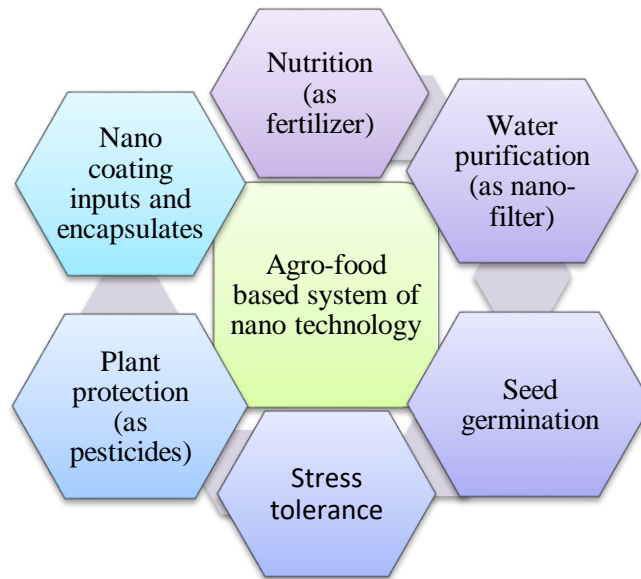 Nutrition
(as
fertilizer)
Water
purification
(as nano-
filter)
Seed
germination
Stress
tolerance
Plant
protection
(as
pesticides)
Nano
coating
inputs and
encapsulates
Agro-food
based system of
nano technology